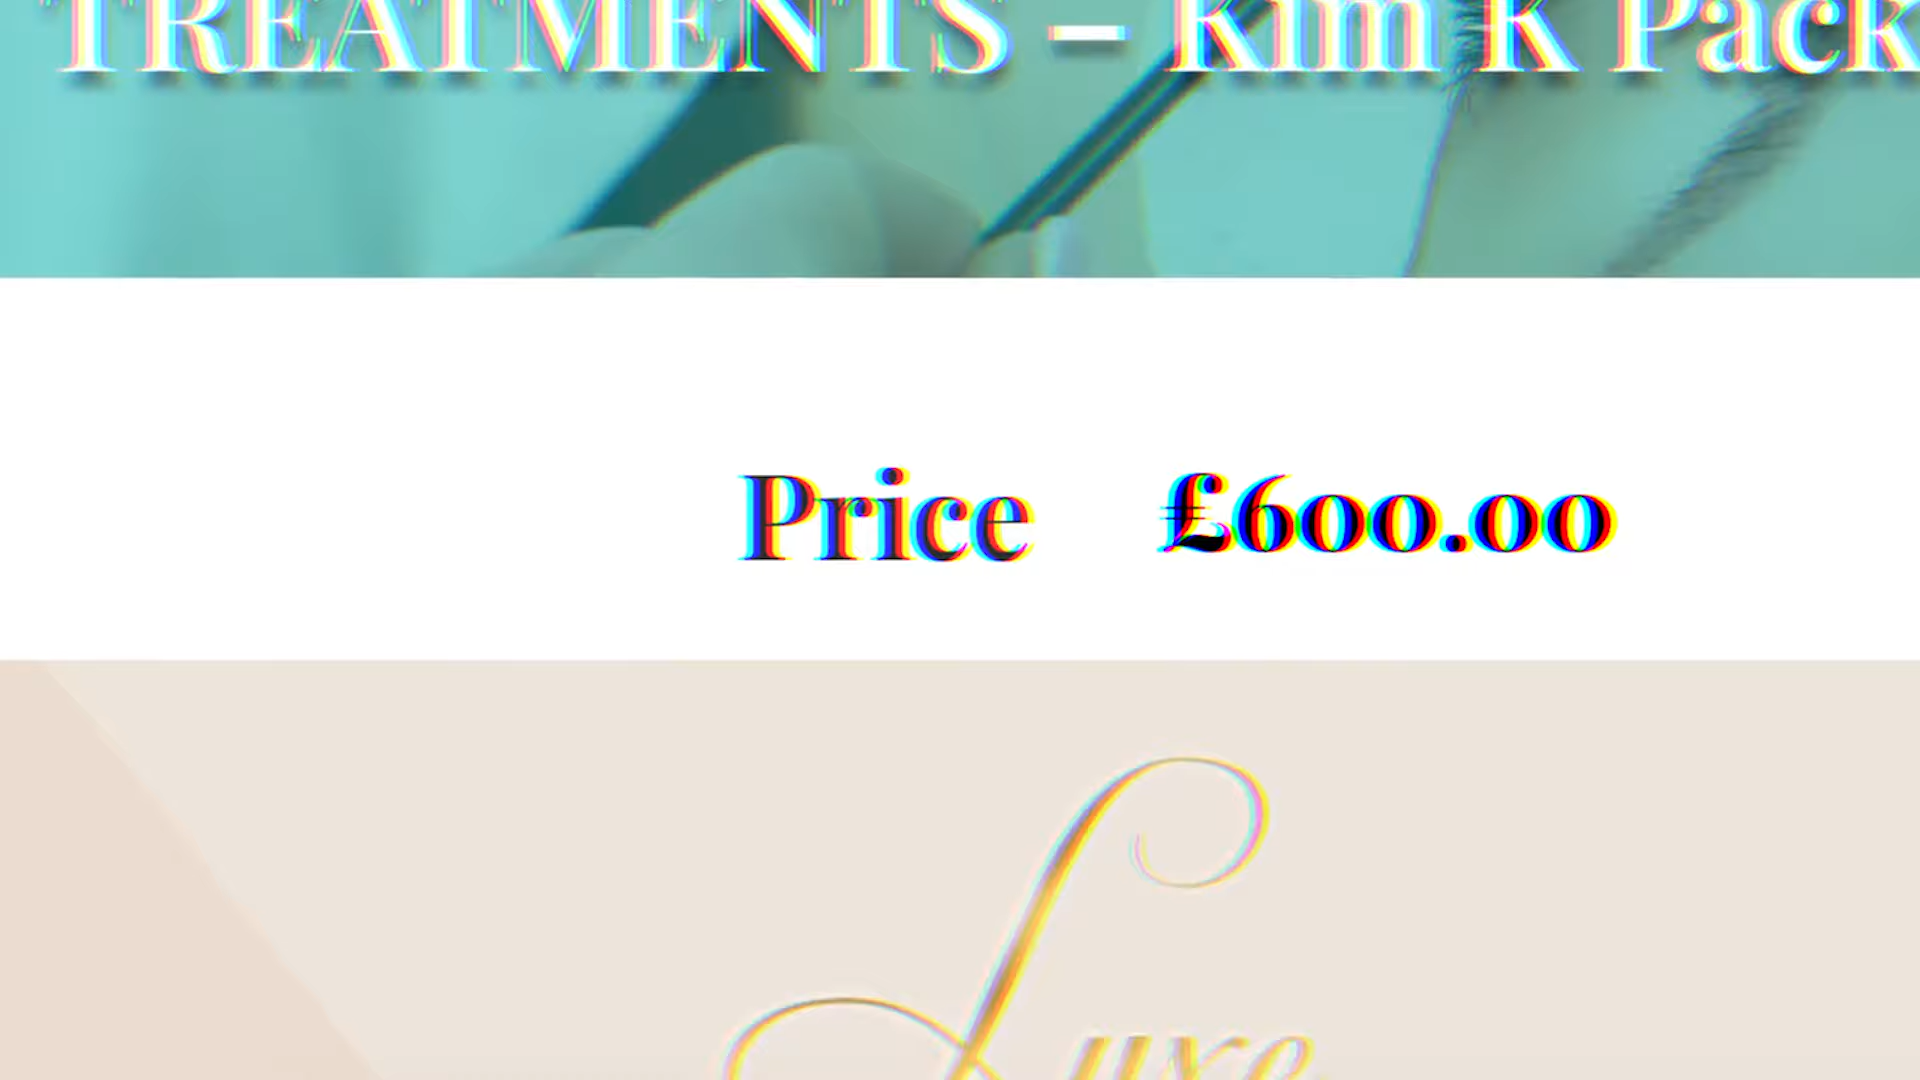 TREATMENTS – Kim K Pack
Price £600.00
Luxe